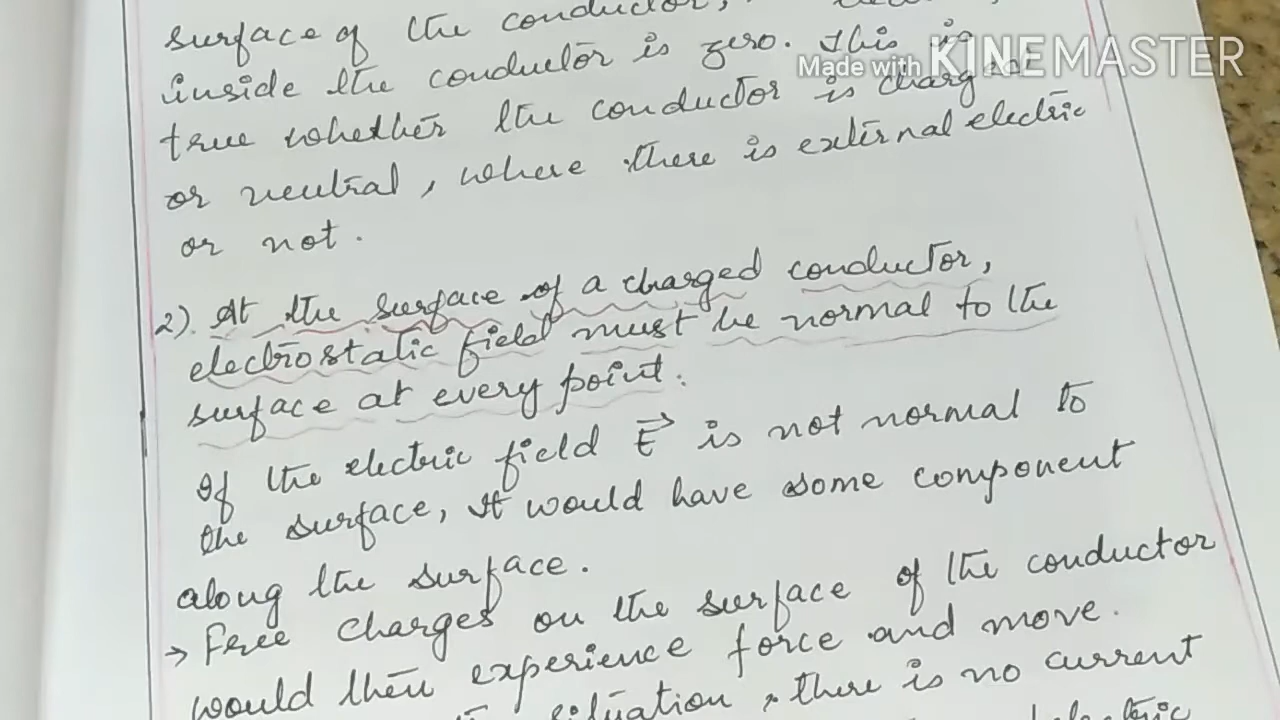 surface of the conductor,
inside the conductor is zero. This is
Made with KINEMASTER
true whether the conductor is charged
or neutral, where there is external electric
or not.
2). At the surface of a charged conductor,
electrostatic field must be normal to the
surface at every point.
If the electric field E⃗ is not normal to
the surface, It would have some component
along the surface.
→ Free charges on the surface of the conductor
would then experience force and move.
situation, there is no current